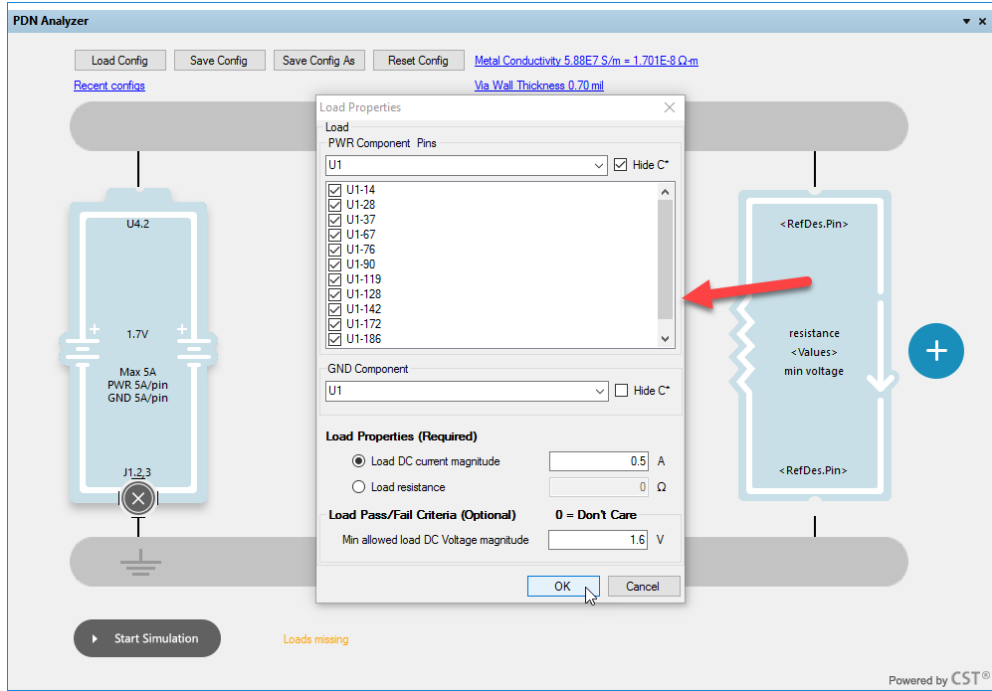 PDN Analyzer
Load Config
Save Config
Save Config As
Reset Config
Metal Conductivity 5.88E7 S/m = 1.701E-8 Ω-m
Recent configs
Via Wall Thickness 0.70 mil
Load Properties
Load
PWR Component Pins
U1
Hide C*
U1-14
U1-28
U1-37
U1-67
U1-76
U1-90
U1-119
U1-128
U1-142
U1-172
U1-186
GND Component
U1
Hide C*
Load Properties (Required)
Load DC current magnitude 0.5 A
Load resistance 0 Ω
Load Pass/Fail Criteria (Optional) 0 = Don't Care
Min allowed load DC Voltage magnitude 1.6 V
OK
Cancel
U4.2
+ +
1.7V
Max 5A
PWR 5A/pin
GND 5A/pin
J1.2,3
<RefDes.Pin>
resistance
<Values>
min voltage
<RefDes.Pin>
+
Start Simulation
Loads missing
Powered by CST®